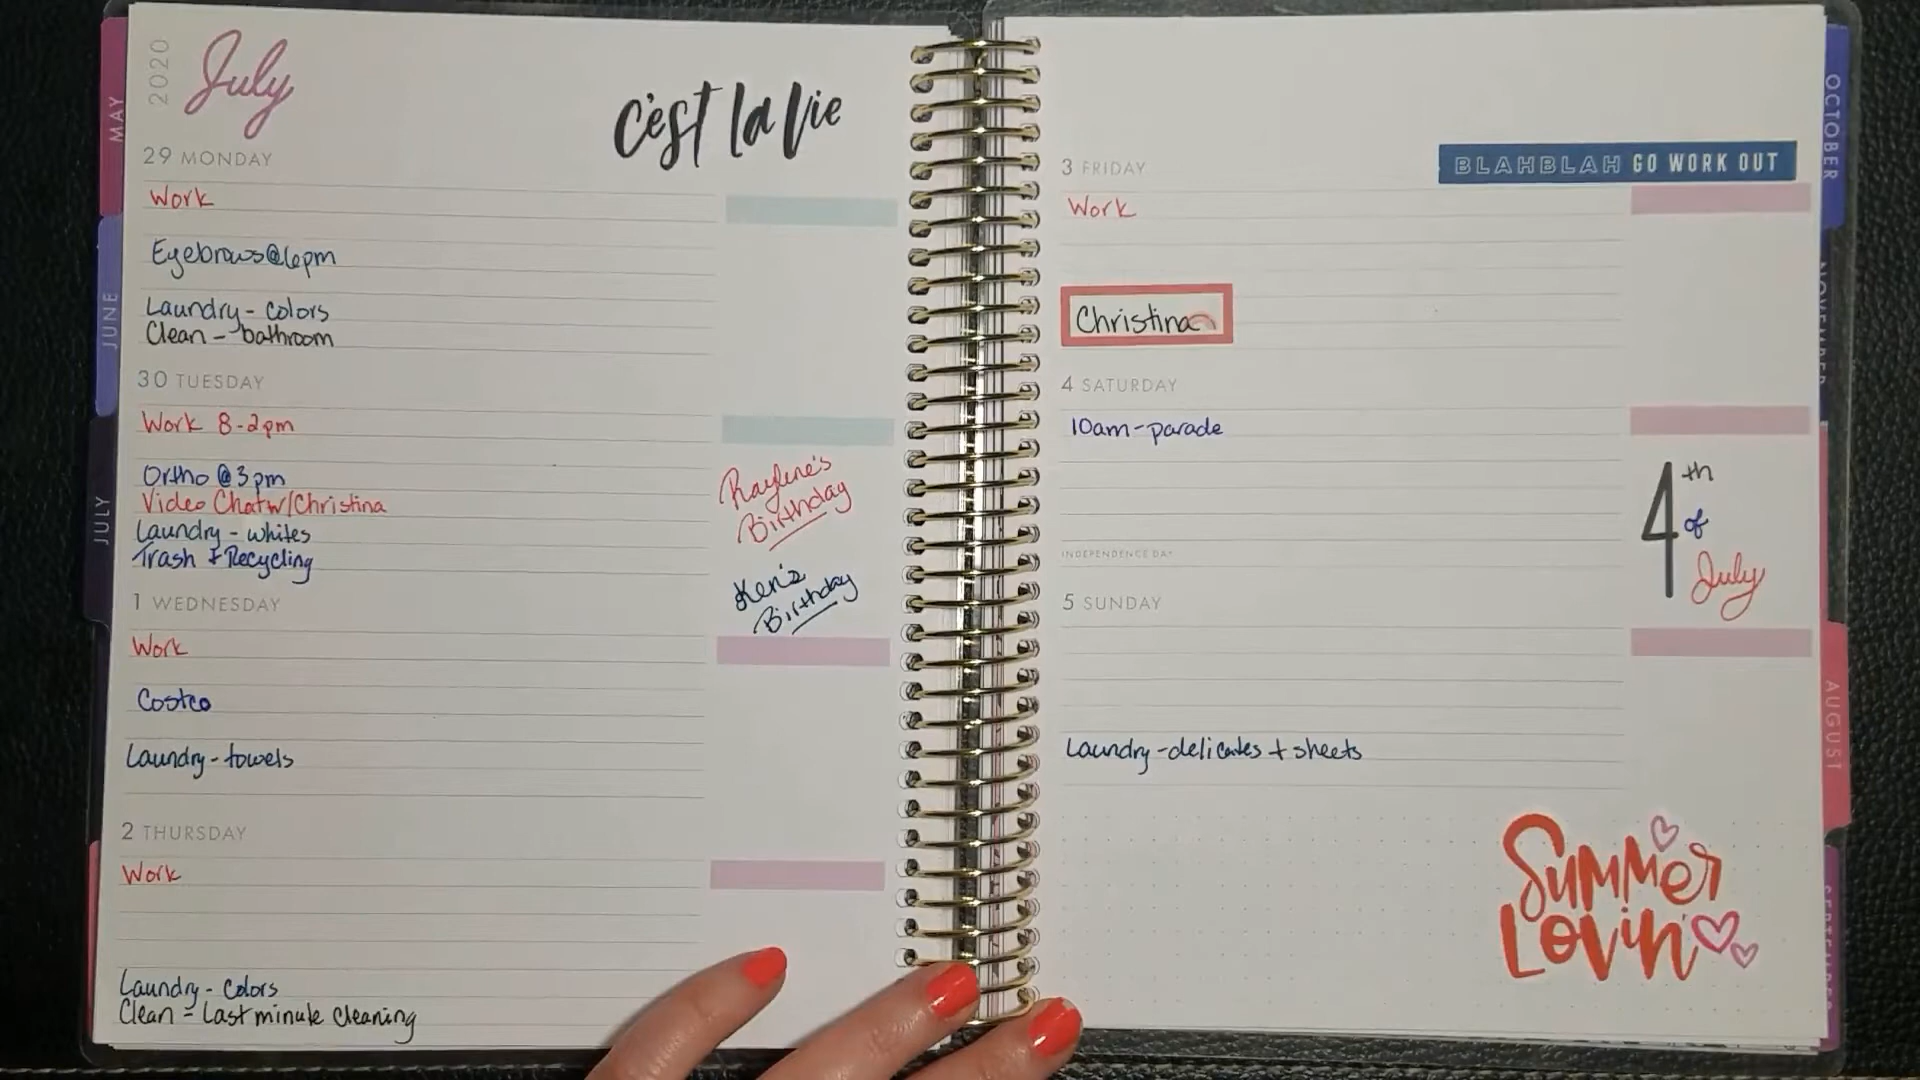 2020
July
c'est la vie
29 MONDAY
Work
Eyebrows@6pm
Laundry - colors
Clean - bathroom
30 TUESDAY
Work 8-2pm
Ortho @ 3pm
Video Chat w/Christina
Laundry - whites
Trash + Recycling
Raylene's
Birthday
Ken's
Birthday
1 WEDNESDAY
Work
Costco
Laundry - towels
2 THURSDAY
Work
Laundry - colors
Clean - Last minute cleaning
BLAHBLAH GO WORK OUT
3 FRIDAY
Work
Christina
4 SATURDAY
10am - parade
INDEPENDENCE DAY
4th
of
July
5 SUNDAY
Laundry - delicates + sheets
Summer
Lovin'
MAY
JUNE
JULY
OCTOBER
NOVEMBER
AUGUST
SEPTEMBER